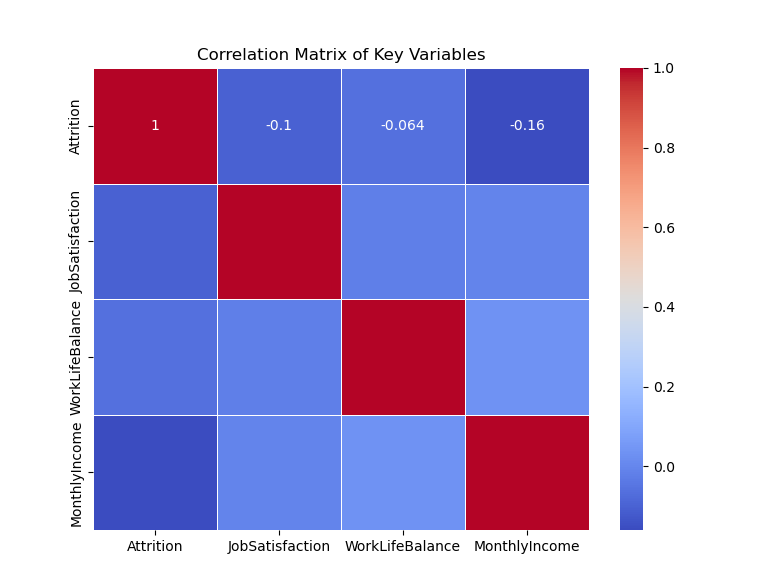 Correlation Matrix of Key Variables
Attrition
1 -0.1 -0.064 -0.16
JobSatisfaction
WorkLifeBalance
MonthlyIncome
Attrition JobSatisfaction WorkLifeBalance MonthlyIncome
1.0
0.8
0.6
0.4
0.2
0.0